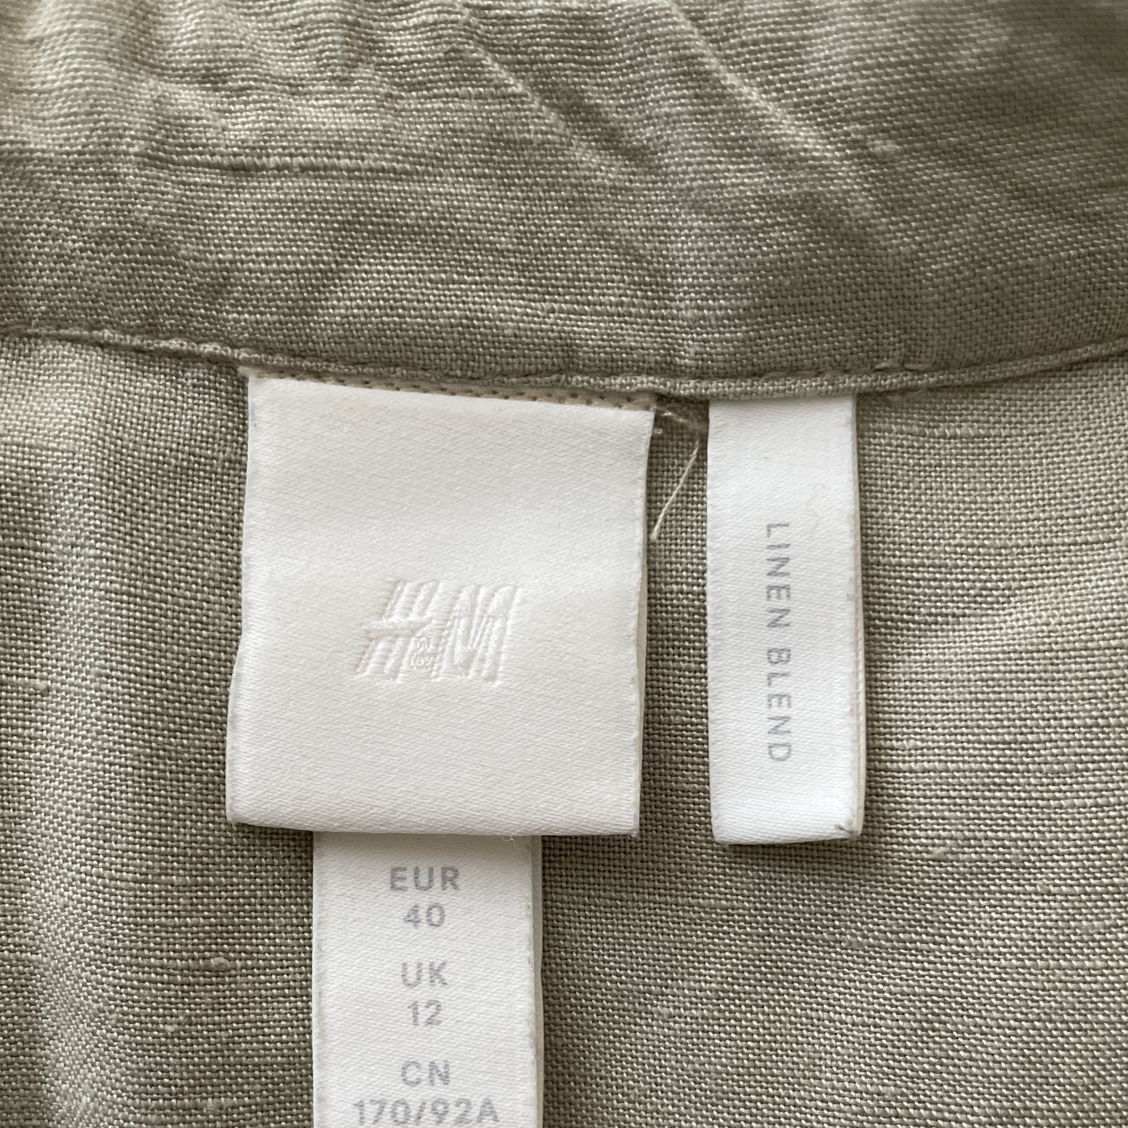 H&M
LINEN BLEND
EUR
40
UK
12
CN
170/92A